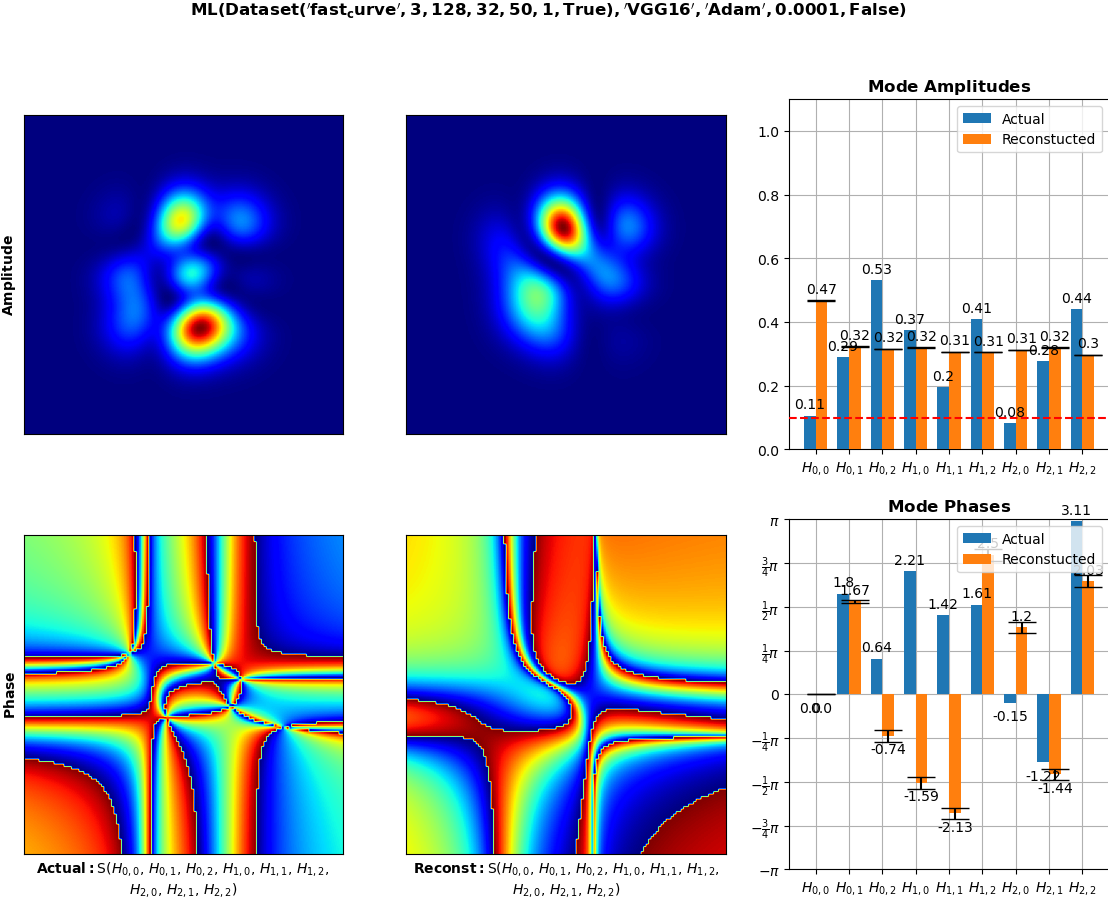 ML(Dataset('fast_curve', 3, 128, 32, 50, 1, True),'VGG16','Adam', 0.0001, False)
Amplitude
Mode Amplitudes
Actual
Reconstucted
1.0
0.8
0.6
0.4
0.2
0.0
0.11
0.47
0.29
0.32
0.53
0.32
0.37
0.32
0.2
0.31
0.41
0.31
0.08
0.31
0.28
0.32
0.44
0.3
H0,0 H0,1 H0,2 H1,0 H1,1 H1,2 H2,0 H2,1 H2,2
Phase
Mode Phases
Actual
Reconstucted
π
3/4π
1/2π
1/4π
0
−1/4π
−1/2π
−3/4π
−π
0.0
0.0
1.8
1.67
0.64
-0.74
2.21
-1.59
1.42
-2.13
1.61
2.5
-0.15
1.2
-1.22
-1.44
3.11
H0,0 H0,1 H0,2 H1,0 H1,1 H1,2 H2,0 H2,1 H2,2
Actual: S(H0,0, H0,1, H0,2, H1,0, H1,1, H1,2,
H2,0, H2,1, H2,2)
Reconst: S(H0,0, H0,1, H0,2, H1,0, H1,1, H1,2,
H2,0, H2,1, H2,2)